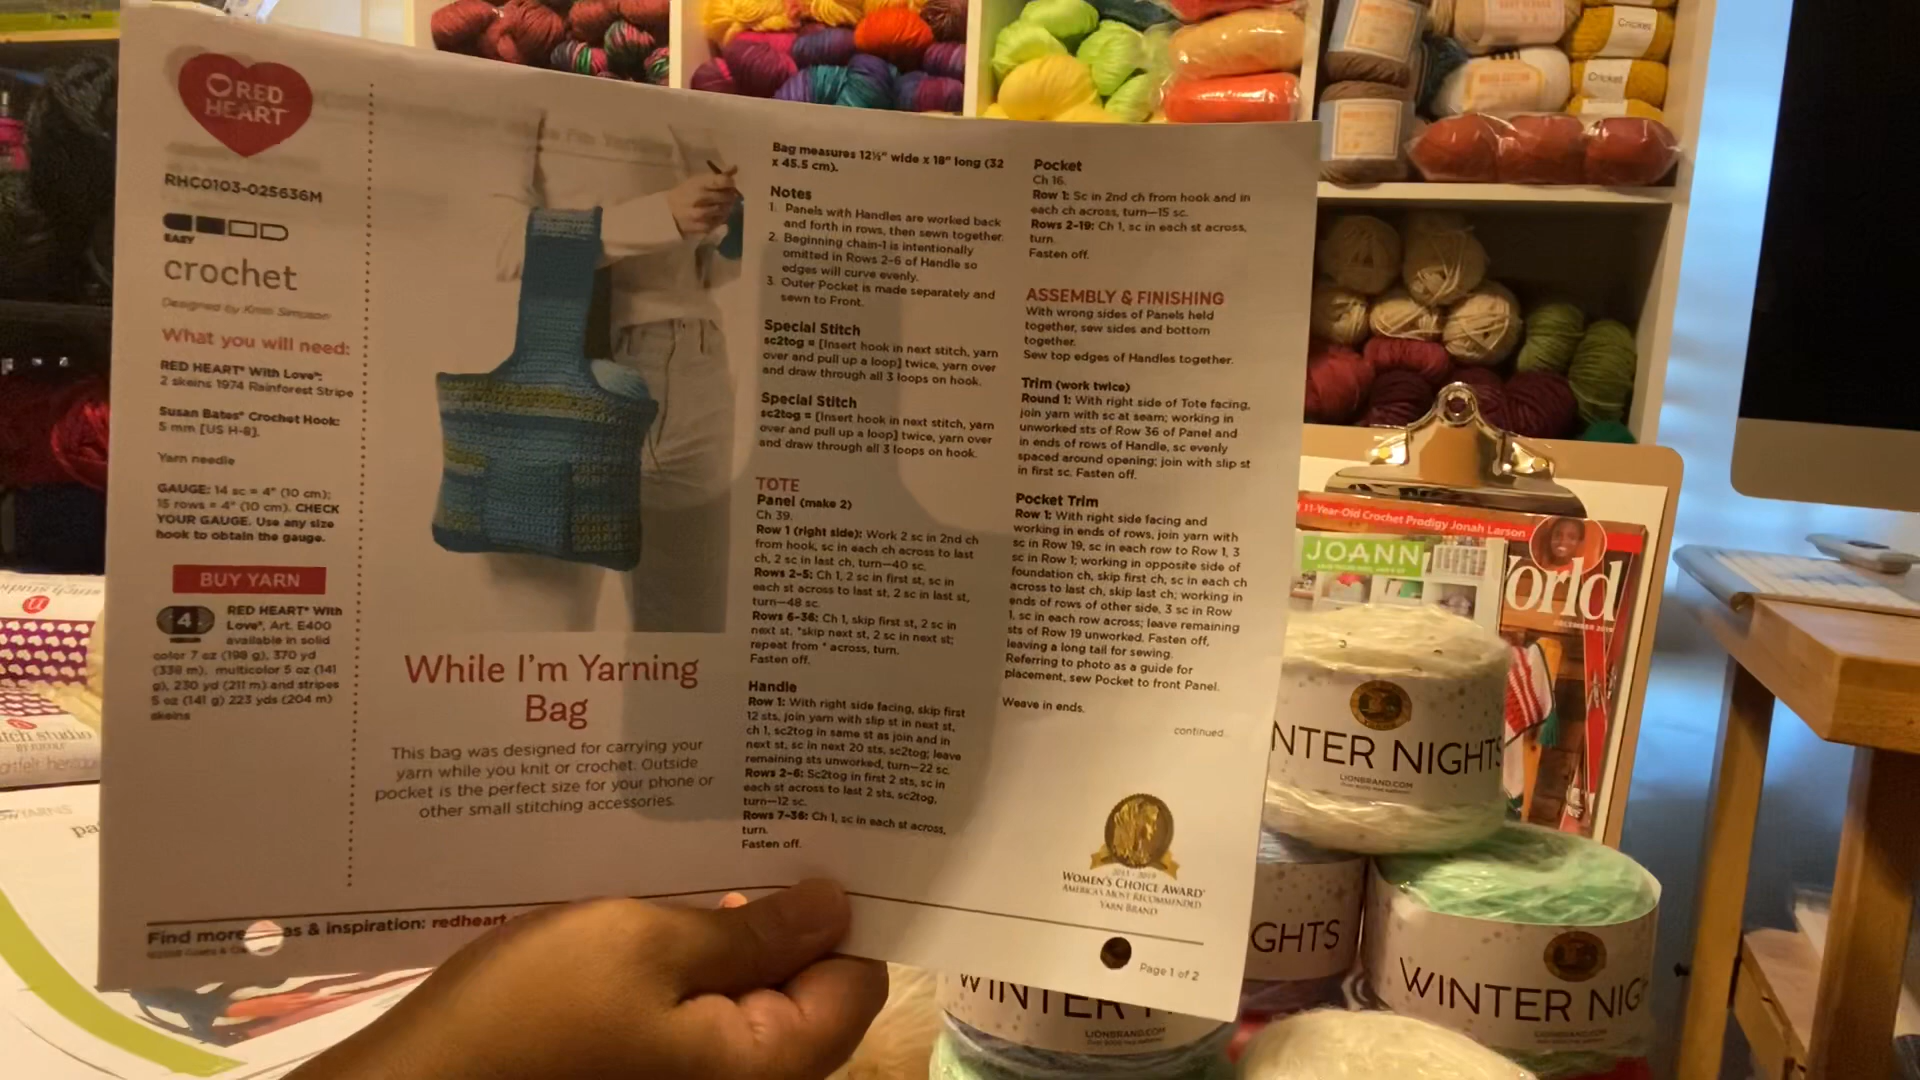 RED
HEART
RHC0103-025636M
EASY
crochet
Designed by Kristi Simpson
What you will need:
RED HEART® With Love®:
2 skeins 1974 Rainforest Stripe
Susan Bates® Crochet Hook:
5 mm [US H-8].
Yarn needle
GAUGE: 14 sc = 4" (10 cm);
15 rows = 4" (10 cm). CHECK
YOUR GAUGE. Use any size
hook to obtain the gauge.
BUY YARN
4
RED HEART® With
Love®, Art. E400
available in solid
color 7 oz (198 g), 370 yd
(338 m), multicolor 5 oz (141
g), 230 yd (211 m) and stripes
5 oz (141 g) 223 yds (204 m)
skeins
While I'm Yarning
Bag
This bag was designed for carrying your
yarn while you knit or crochet. Outside
pocket is the perfect size for your phone or
other small stitching accessories.
Bag measures 12½" wide x 18" long (32
x 45.5 cm).
Notes
1. Panels with Handles are worked back
and forth in rows, then sewn together.
2. Beginning chain-1 is intentionally
omitted in Rows 2-6 of Handle so
edges will curve evenly.
3. Outer Pocket is made separately and
sewn to Front.
Special Stitch
sc2tog = [Insert hook in next stitch, yarn
over and pull up a loop] twice, yarn over
and draw through all 3 loops on hook.
Special Stitch
sc2tog = [Insert hook in next stitch, yarn
over and pull up a loop] twice, yarn over
and draw through all 3 loops on hook.
TOTE
Panel (make 2)
Ch 39.
Row 1 (right side): Work 2 sc in 2nd ch
from hook, sc in each ch across to last
ch, 2 sc in last ch, turn—40 sc.
Rows 2-5: Ch 1, 2 sc in first st, sc in
each st across to last st, 2 sc in last st,
turn—48 sc.
Rows 6-36: Ch 1, skip first st, 2 sc in
next st, *skip next st, 2 sc in next st;
repeat from * across, turn.
Fasten off.
Handle
Row 1: With right side facing, skip first
12 sts, join yarn with slip st in next st,
ch 1, sc2tog in same st as join and in
next st, sc in next 20 sts, sc2tog; leave
remaining sts unworked, turn—22 sc.
Rows 2-6: Sc2tog in first 2 sts, sc in
each st across to last 2 sts, sc2tog,
turn—12 sc.
Rows 7-36: Ch 1, sc in each st across,
turn.
Fasten off.
Pocket
Ch 16.
Row 1: Sc in 2nd ch from hook and in
each ch across, turn—15 sc.
Rows 2-19: Ch 1, sc in each st across,
turn.
Fasten off.
ASSEMBLY & FINISHING
With wrong sides of Panels held
together, sew sides and bottom
together.
Sew top edges of Handles together.
Trim (work twice)
Round 1: With right side of Tote facing,
join yarn with sc at seam; working in
unworked sts of Row 36 of Panel and
in ends of rows of Handle, sc evenly
spaced around opening; join with slip st
in first sc. Fasten off.
Pocket Trim
Row 1: With right side facing and
working in ends of rows, join yarn with
sc in Row 19, sc in each row to Row 1, 3
sc in Row 1; working in opposite side of
foundation ch, skip first ch, sc in each ch
across to last ch, skip last ch; working in
ends of rows of other side, 3 sc in Row
1, sc in each row across; leave remaining
sts of Row 19 unworked. Fasten off,
leaving a long tail for sewing.
Referring to photo as a guide for
placement, sew Pocket to front Panel.
Weave in ends.
continued.
WOMEN'S CHOICE AWARD®
AMERICA'S MOST RECOMMENDED
YARN BRAND
Find more as & inspiration: redheart.
Page 1 of 2
Cricket
Cricket
11-Year-Old Crochet Prodigy Jonah Larson
JOANN
orld
DECEMBER 2019
NTER NIGHTS
LIONBRAND.COM
GHTS
WINTER NIG
LIONBRAND.COM
WINTER N
LIONBRAND.COM
tch studio